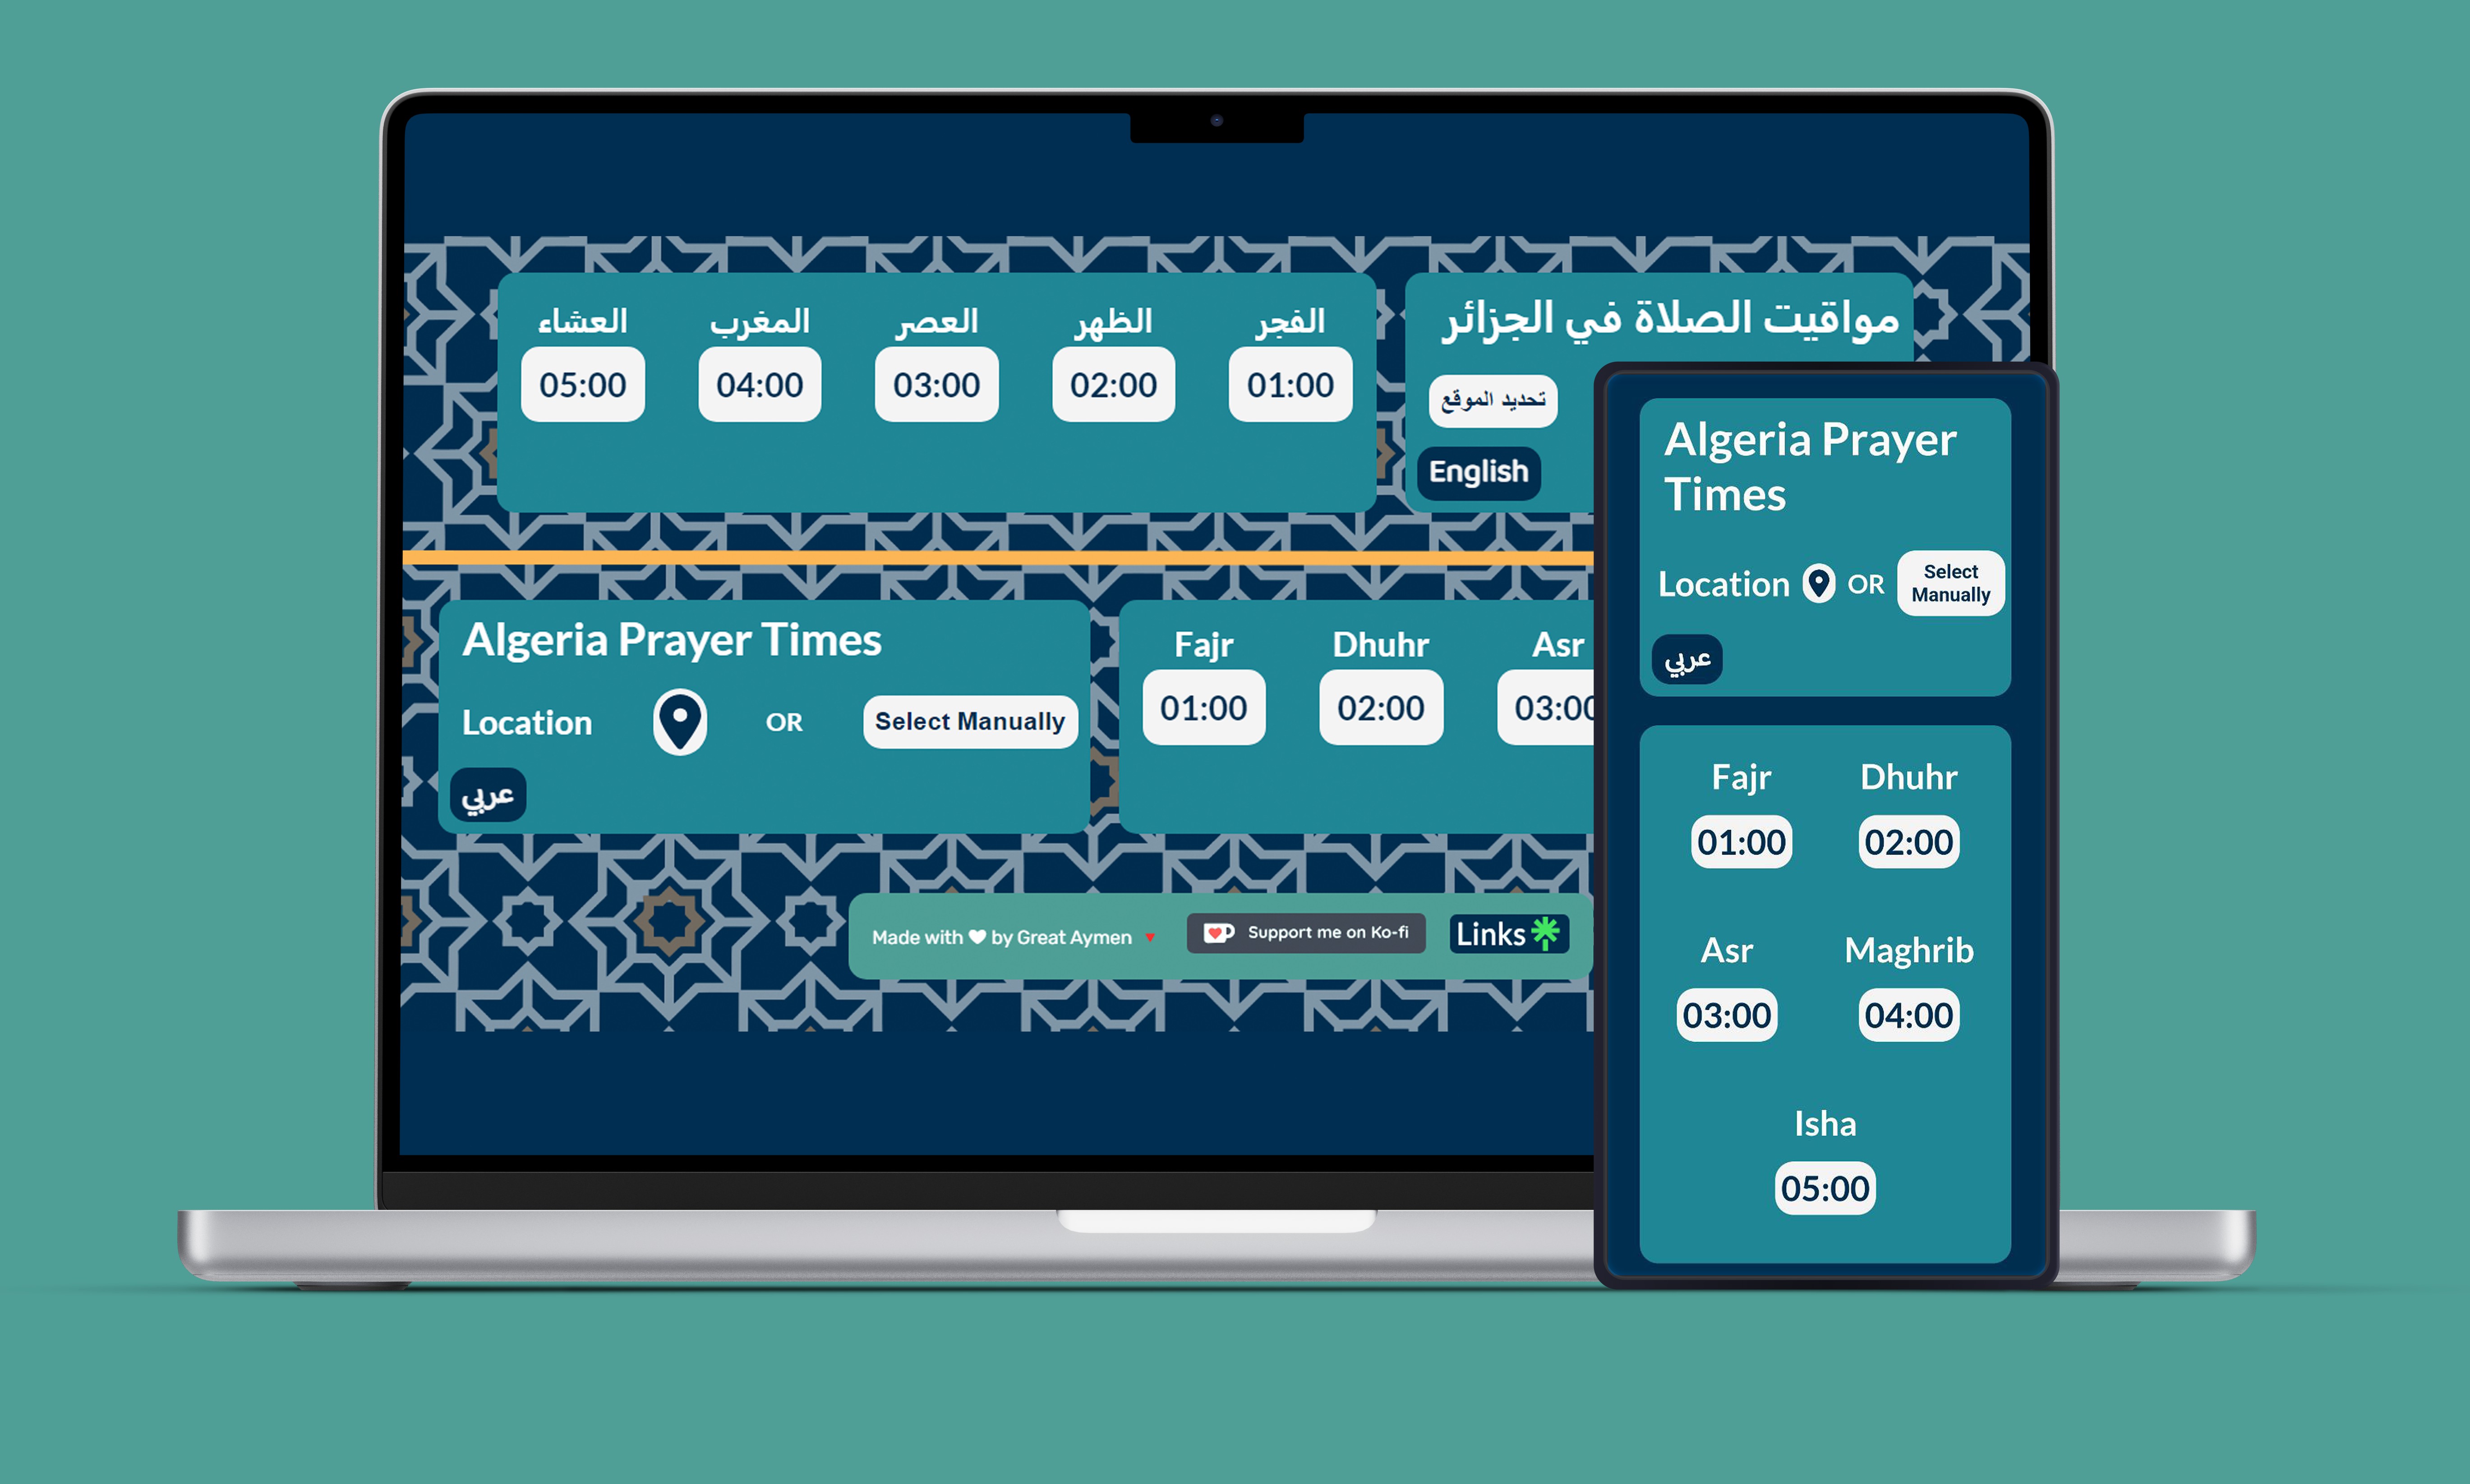 مواقيت الصلاة في الجزائر
تحديد الموقع
English
الفجر الظهر العصر المغرب العشاء
01:00 02:00 03:00 04:00 05:00
Algeria Prayer Times
Location OR Select Manually
عربي
Fajr Dhuhr Asr
01:00 02:00 03:00
Made with by Great Aymen
Support me on Ko-fi
Links
Algeria Prayer
Times
Location OR Select
Manually
عربي
Fajr Dhuhr
01:00 02:00
Asr Maghrib
03:00 04:00
Isha
05:00